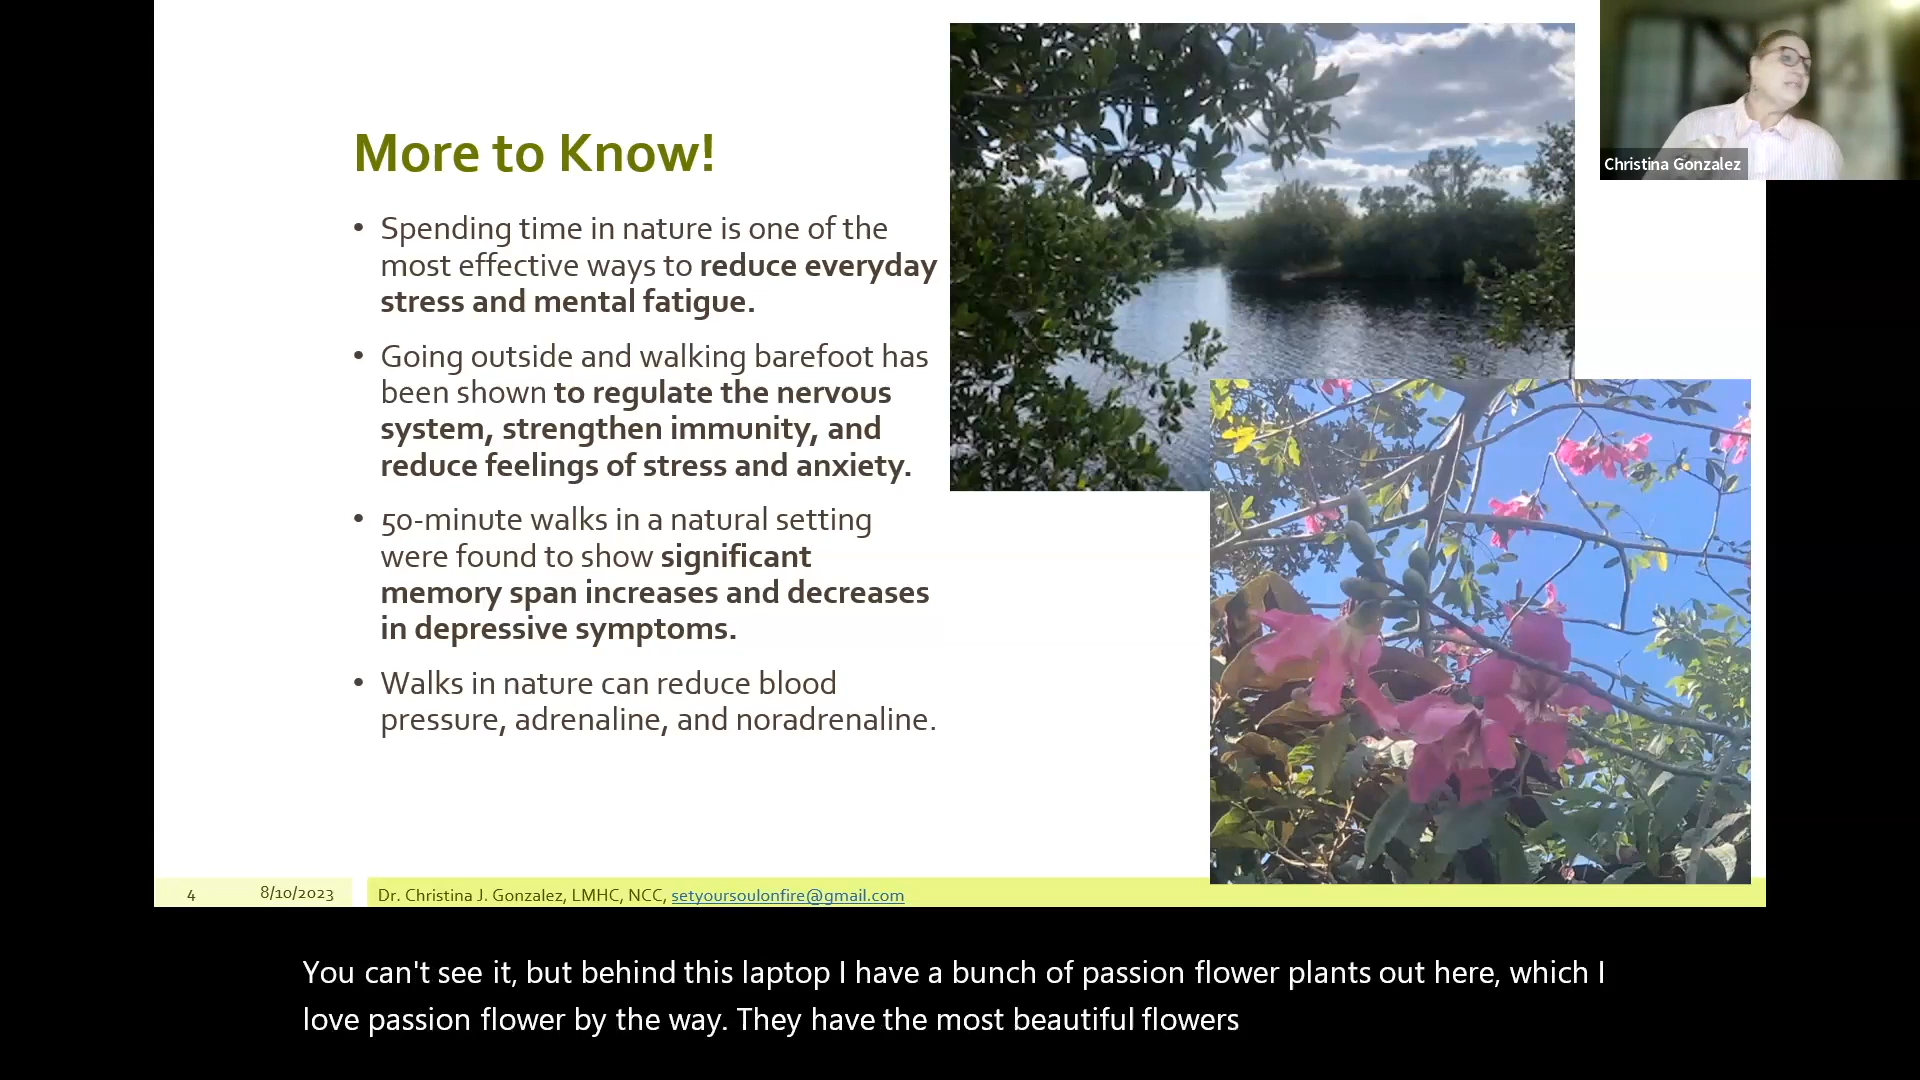 More to Know!
• Spending time in nature is one of the
most effective ways to reduce everyday
stress and mental fatigue.
• Going outside and walking barefoot has
been shown to regulate the nervous
system, strengthen immunity, and
reduce feelings of stress and anxiety.
• 50-minute walks in a natural setting
were found to show significant
memory span increases and decreases
in depressive symptoms.
• Walks in nature can reduce blood
pressure, adrenaline, and noradrenaline.
Christina Gonzalez
4 8/10/2023 Dr. Christina J. Gonzalez, LMHC, NCC, setyoursoulonfire@gmail.com
You can't see it, but behind this laptop I have a bunch of passion flower plants out here, which I
love passion flower by the way. They have the most beautiful flowers